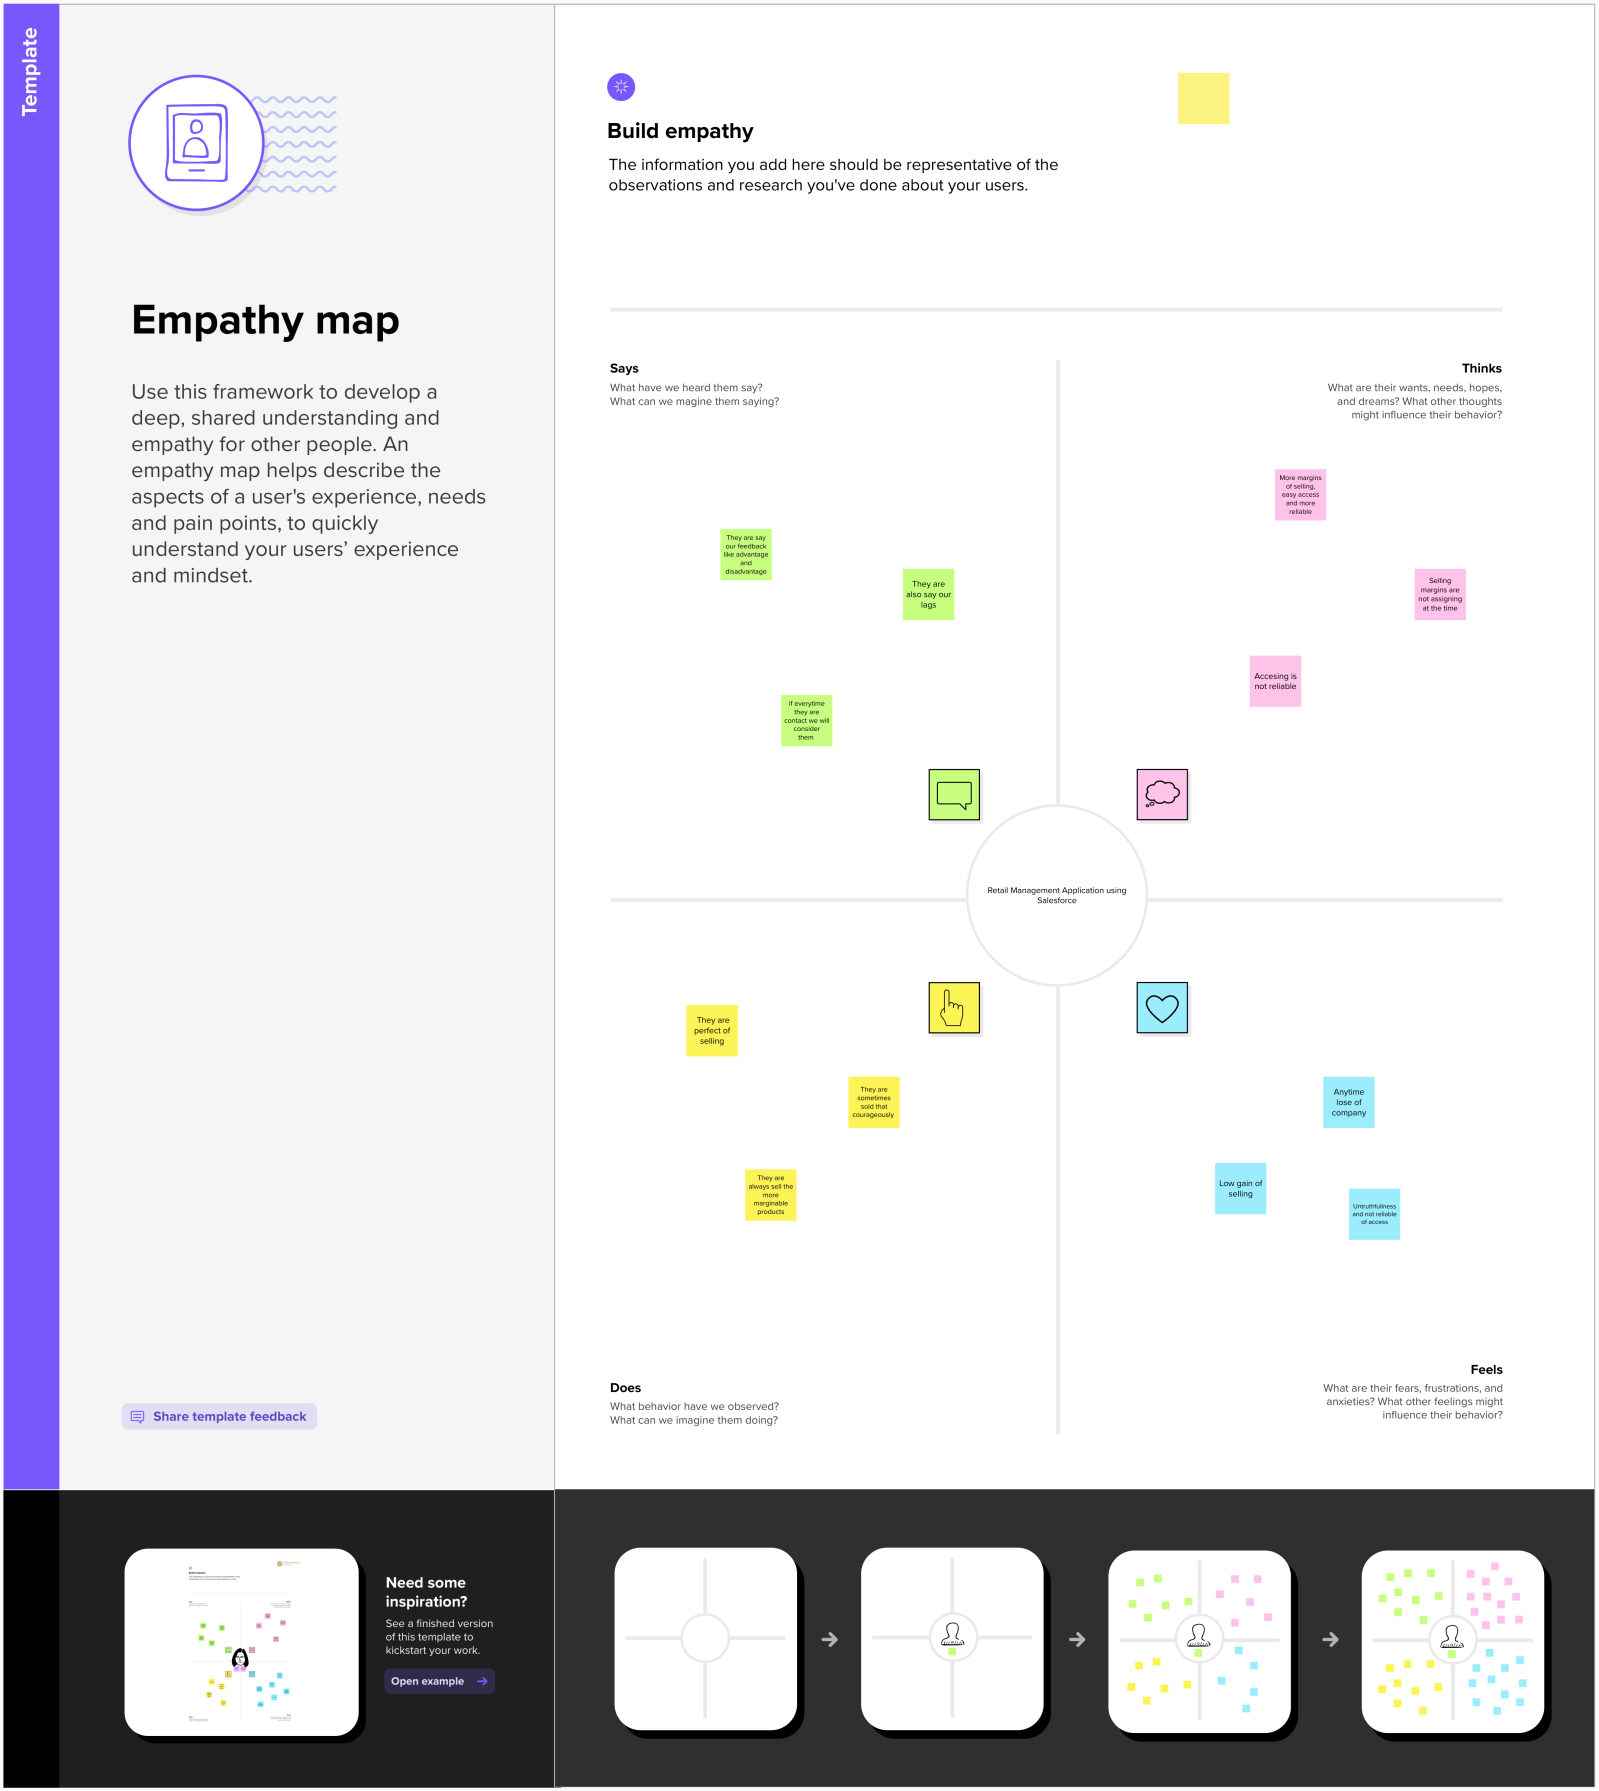 Template
Empathy map
Use this framework to develop a
deep, shared understanding and
empathy for other people. An
empathy map helps describe the
aspects of a user's experience, needs
and pain points, to quickly
understand your users’ experience
and mindset.
Share template feedback
Build empathy
The information you add here should be representative of the
observations and research you've done about your users.
Says
What have we heard them say?
What can we magine them saying?
Thinks
What are their wants, needs, hopes,
and dreams? What other thoughts
might influence their behavior?
They are say
our feedback
like advantage
and
disadvantage
They are
also say our
lags
if everytime
they are
contact we will
consider
them
More margins
of selling,
easy access
and more
reliable
Selling
margins are
not assigning
at the time
Accesing is
not reliable
Retail Management Application using
Salesforce
They are
perfect of
selling
They are
sometimes
sold that
courageously
They are
always sell the
more
marginable
products
Anytime
lose of
company
Low gain of
selling
Untruthfullness
and not reliable
of access
Does
What behavior have we observed?
What can we imagine them doing?
Feels
What are their fears, frustrations, and
anxieties? What other feelings might
influence their behavior?
Need some
inspiration?
See a finished version
of this template to
kickstart your work.
Open example